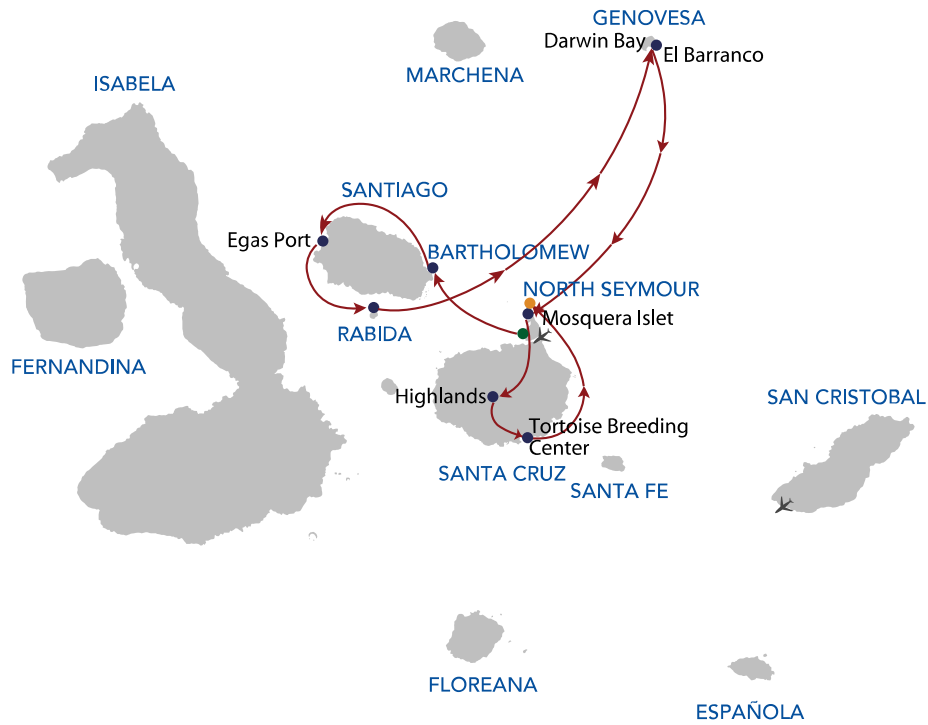 GENOVESA
Darwin Bay
El Barranco
MARCHENA
ISABELA
SANTIAGO
Egas Port
BARTHOLOMEW
NORTH SEYMOUR
Mosquera Islet
RABIDA
FERNANDINA
Highlands
SAN CRISTOBAL
Tortoise Breeding
Center
SANTA CRUZ
SANTA FE
FLOREANA
ESPAÑOLA